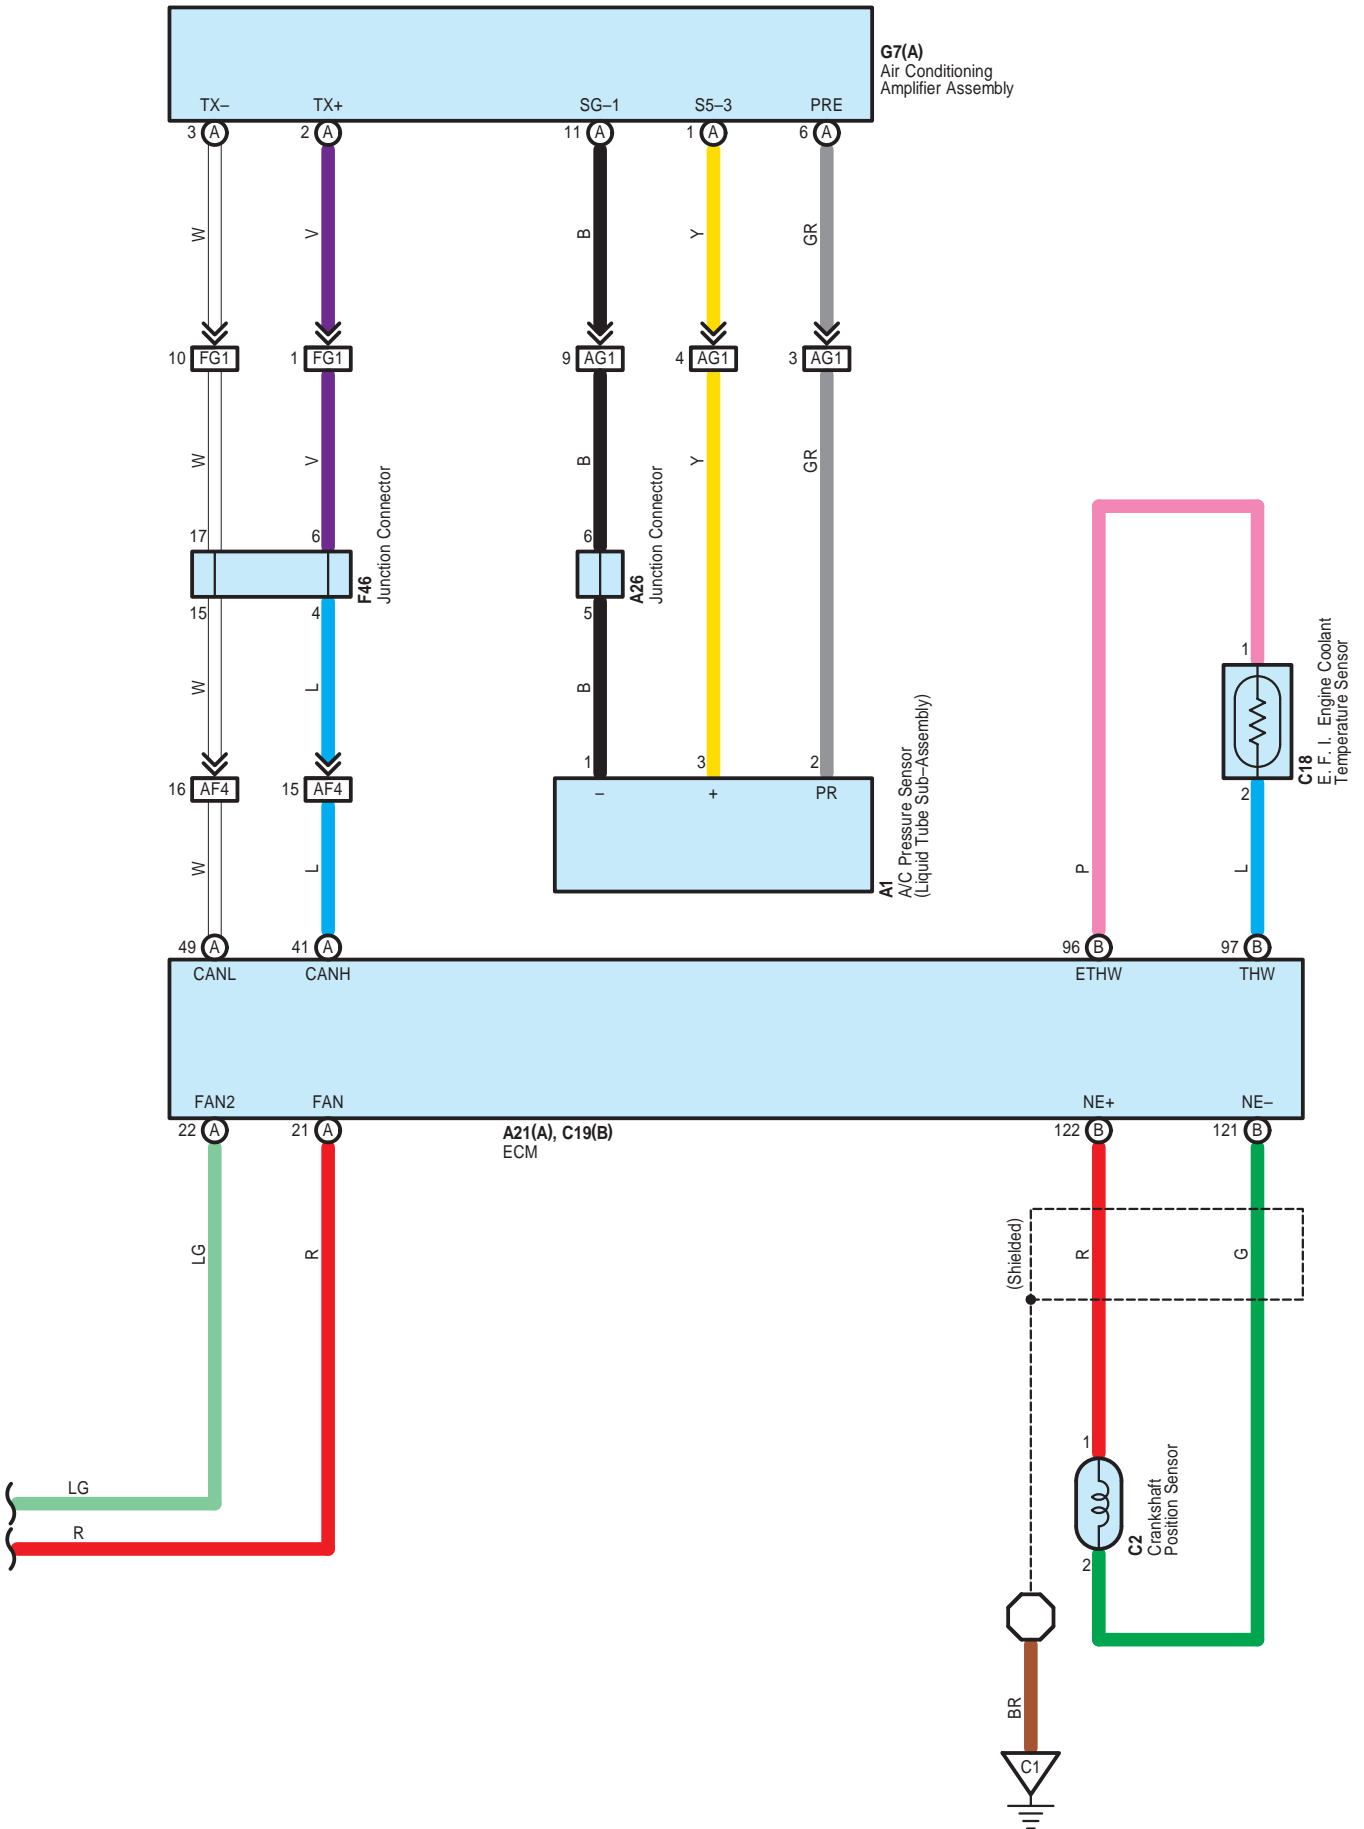 G7(A)
Air Conditioning
Amplifier Assembly
TX– TX+ SG–1 S5–3 PRE
3 A 2 A 11 A 1 A 6 A
W V B Y GR
10 FG1 1 FG1 9 AG1 4 AG1 3 AG1
W V B Y GR
17 6 6
F46
Junction Connector
A26
Junction Connector
15 4 5
W L B
1
C18
E. F. I. Engine Coolant
Temperature Sensor
2
1 3 2
– + PR
A1
A/C Pressure Sensor
(Liquid Tube Sub–Assembly)
16 AF4 15 AF4
W L P L
49 A 41 A 96 B 97 B
CANL CANH ETHW THW
FAN2 FAN NE+ NE–
22 A 21 A 122 B 121 B
A21(A), C19(B)
ECM
LG R (Shielded) R G
1
C2
Crankshaft
Position Sensor
2
LG
R
BR
C1